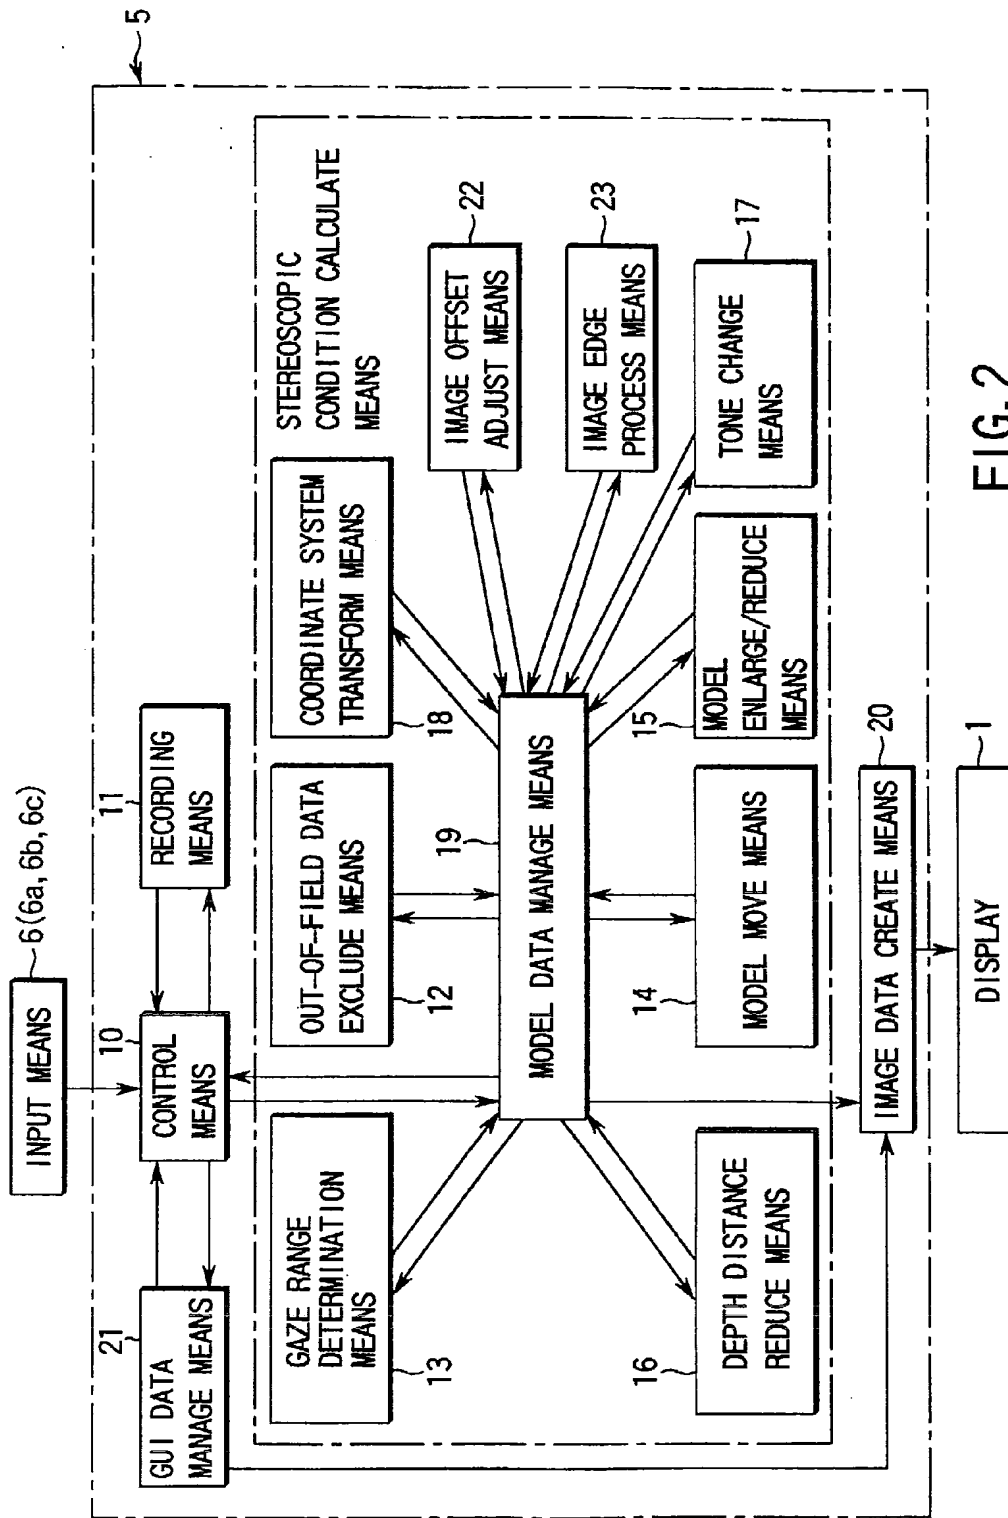 INPUT MEANS
6 (6a, 6b, 6c)
5
21
GUI DATA
MANAGE MEANS
10
CONTROL
MEANS
11
RECORDING
MEANS
STEREOSCOPIC
CONDITION CALCULATE
MEANS
GAZE RANGE
DETERMINATION
MEANS
13
OUT-OF-FIELD DATA
EXCLUDE MEANS
12
COORDINATE SYSTEM
TRANSFORM MEANS
18
IMAGE OFFSET
ADJUST MEANS
22
MODEL DATA MANAGE MEANS
19
IMAGE EDGE
PROCESS MEANS
23
16
DEPTH DISTANCE
REDUCE MEANS
14
MODEL MOVE MEANS
15
MODEL
ENLARGE/REDUCE
MEANS
TONE CHANGE
MEANS
17
IMAGE DATA CREATE MEANS
20
DISPLAY
1
FIG.2